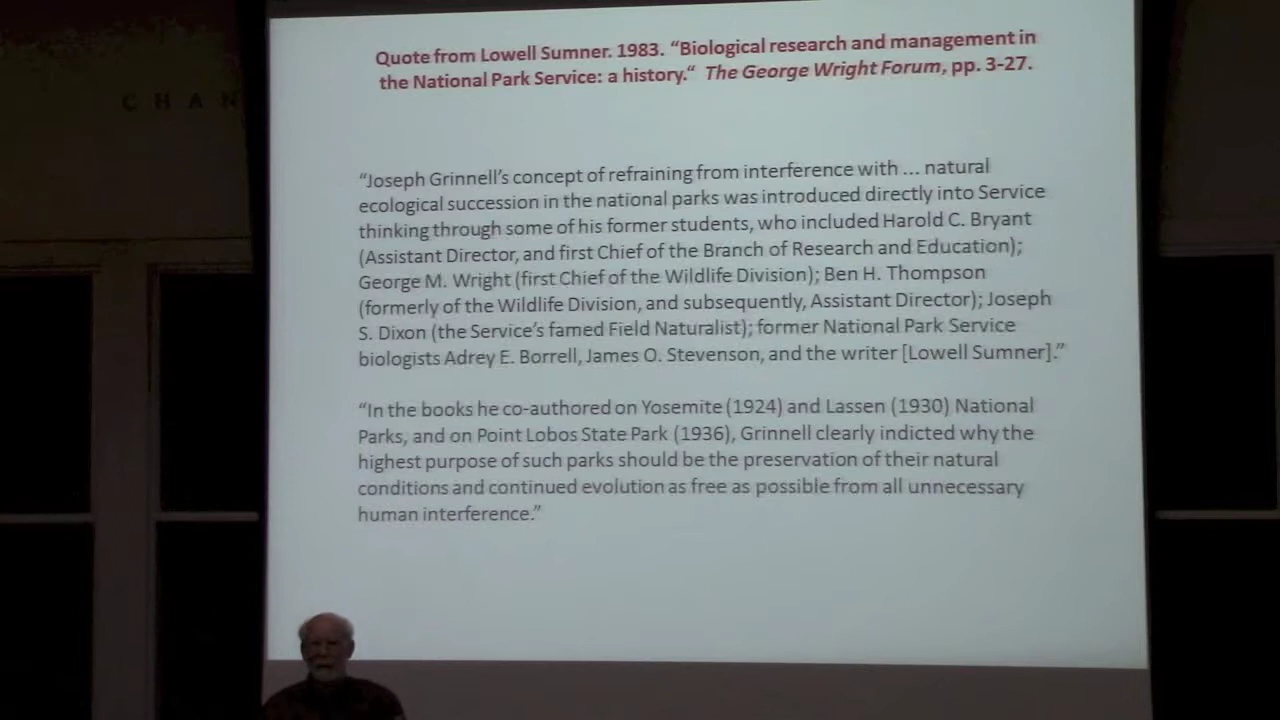 CHAN
Quote from Lowell Sumner. 1983. “Biological research and management in
the National Park Service: a history.“ The George Wright Forum, pp. 3-27.
“Joseph Grinnell’s concept of refraining from interference with ... natural
ecological succession in the national parks was introduced directly into Service
thinking through some of his former students, who included Harold C. Bryant
(Assistant Director, and first Chief of the Branch of Research and Education);
George M. Wright (first Chief of the Wildlife Division); Ben H. Thompson
(formerly of the Wildlife Division, and subsequently, Assistant Director); Joseph
S. Dixon (the Service’s famed Field Naturalist); former National Park Service
biologists Adrey E. Borrell, James O. Stevenson, and the writer [Lowell Sumner].”
“In the books he co-authored on Yosemite (1924) and Lassen (1930) National
Parks, and on Point Lobos State Park (1936), Grinnell clearly indicted why the
highest purpose of such parks should be the preservation of their natural
conditions and continued evolution as free as possible from all unnecessary
human interference.”